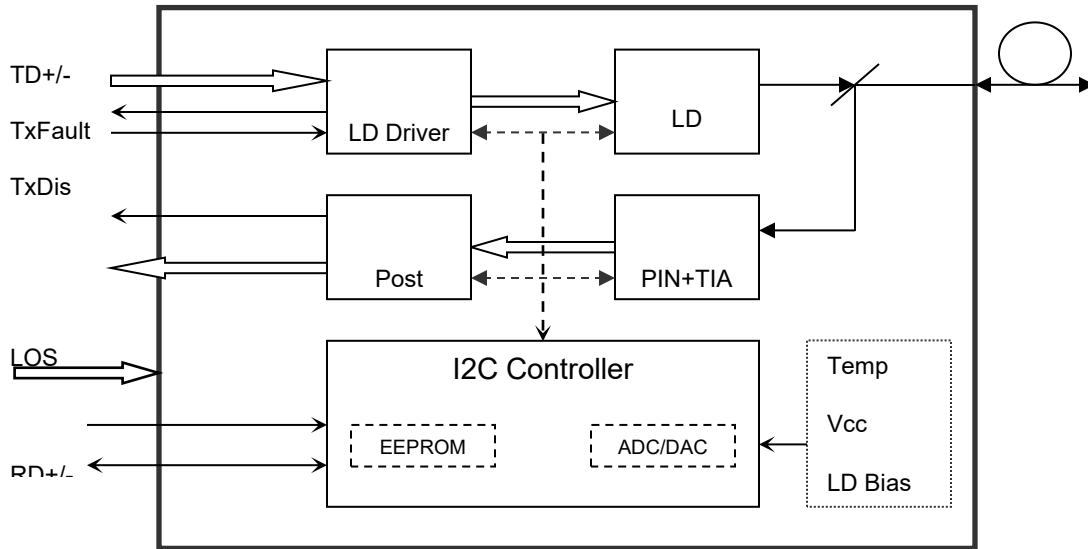 TD+/-
TxFault
TxDis
LOS
RD+/-
LD Driver
LD
Post
PIN+TIA
I2C Controller
EEPROM
ADC/DAC
Temp
Vcc
LD Bias